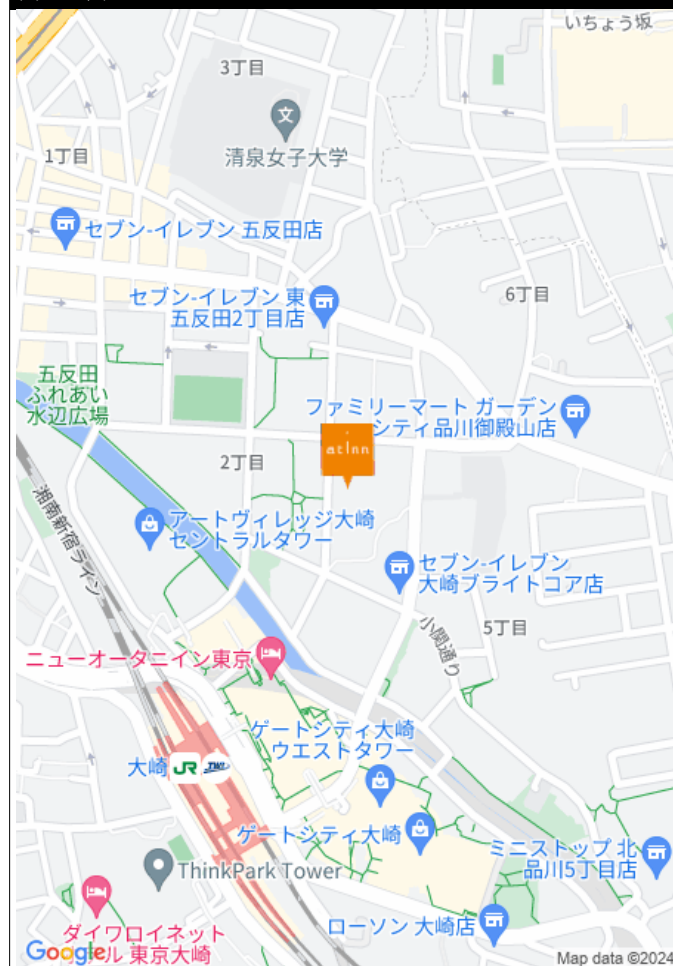 いちょう坂
3丁目
文
清泉女子大学
1丁目
セブン-イレブン 五反田店
セブン-イレブン 東
五反田2丁目店
6丁目
五反田
ふれあい
水辺広場
ファミリーマート ガーデン
シティ品川御殿山店
at Inn
2丁目
湘南新宿ライン
アートヴィレッジ大崎
セントラルタワー
セブン-イレブン
大崎ブライトコア店
小関通り
5丁目
ニューオータニイン東京
ゲートシティ大崎
ウエストタワー
大崎 JR TWR
ゲートシティ大崎
ミニストップ 北
品川5丁目店
ThinkPark Tower
ローソン 大崎店
ダイワロイネット
ル 東京大崎
Google
Map data ©2024